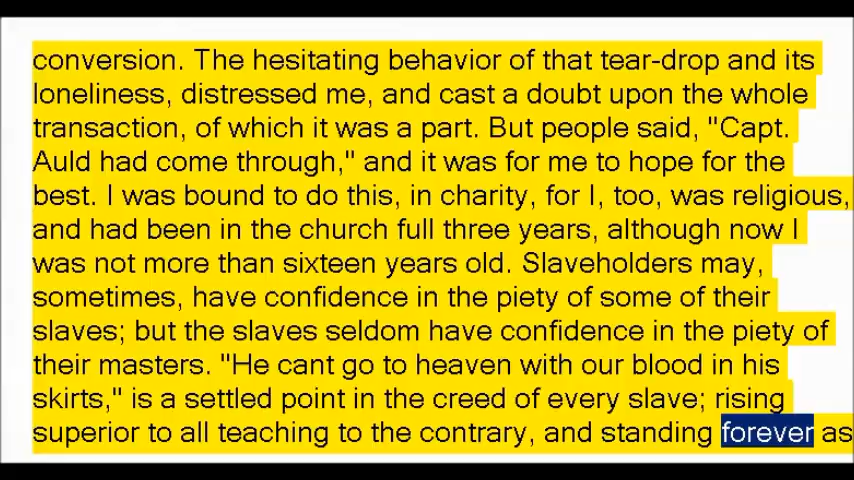 conversion. The hesitating behavior of that tear-drop and its
loneliness, distressed me, and cast a doubt upon the whole
transaction, of which it was a part. But people said, "Capt.
Auld had come through," and it was for me to hope for the
best. I was bound to do this, in charity, for I, too, was religious,
and had been in the church full three years, although now I
was not more than sixteen years old. Slaveholders may,
sometimes, have confidence in the piety of some of their
slaves; but the slaves seldom have confidence in the piety of
their masters. "He cant go to heaven with our blood in his
skirts," is a settled point in the creed of every slave; rising
superior to all teaching to the contrary, and standing forever as